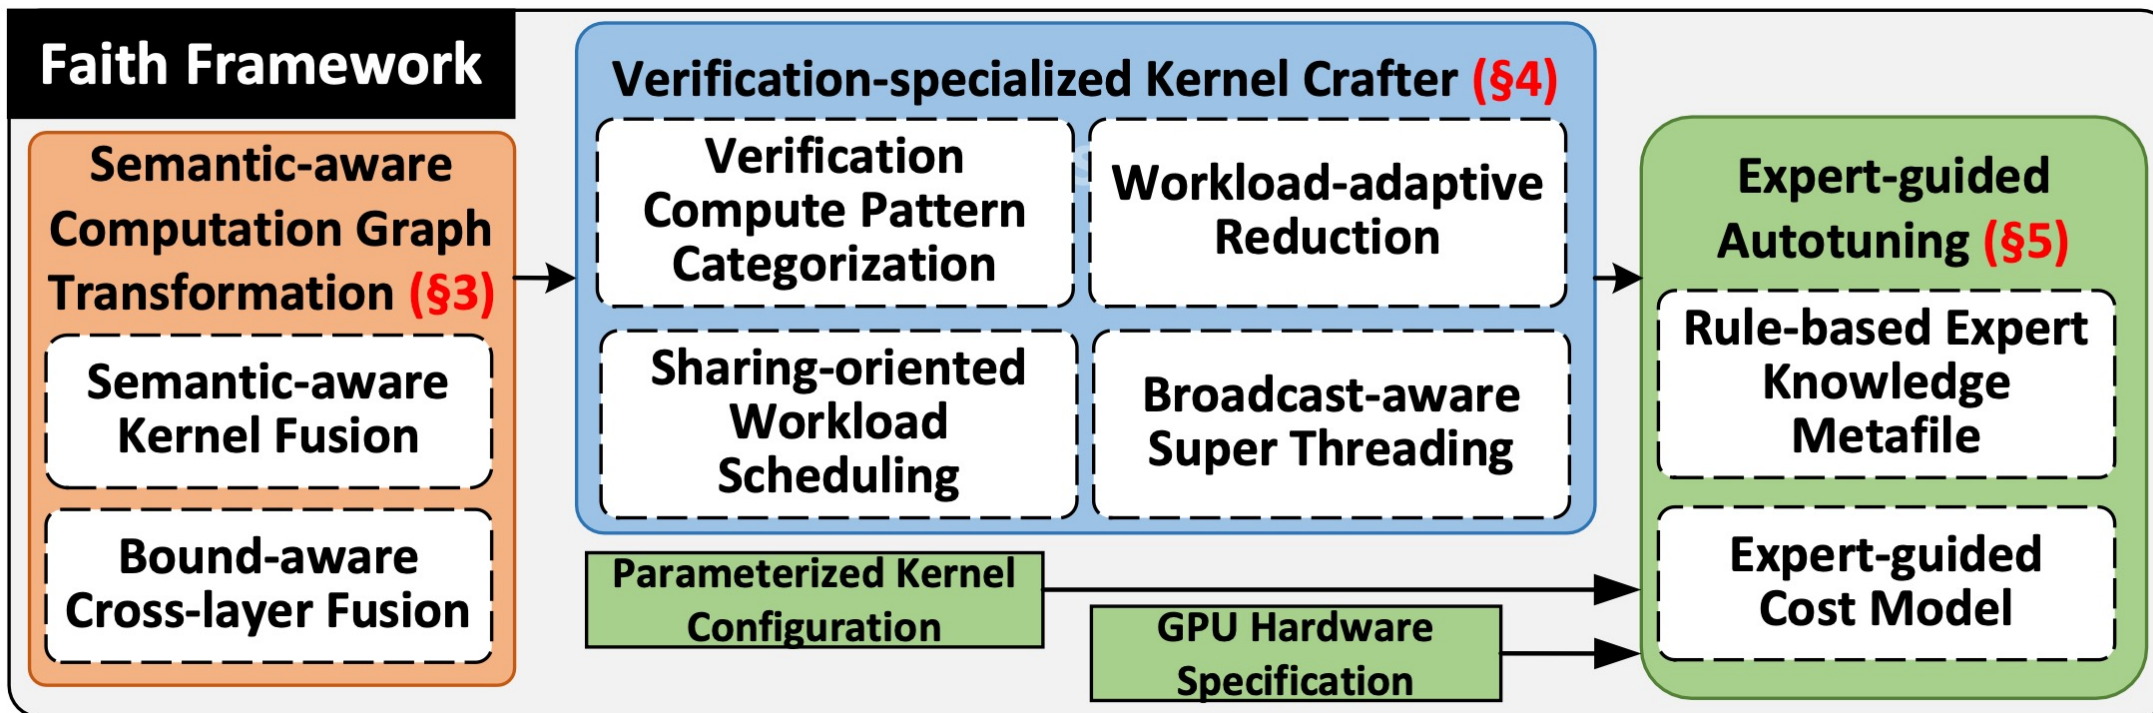 Faith Framework
Semantic-aware
Computation Graph
Transformation (§3)
Semantic-aware
Kernel Fusion
Bound-aware
Cross-layer Fusion
Verification-specialized Kernel Crafter (§4)
Verification
Compute Pattern
Categorization
Workload-adaptive
Reduction
Sharing-oriented
Workload
Scheduling
Broadcast-aware
Super Threading
Parameterized Kernel
Configuration
GPU Hardware
Specification
Expert-guided
Autotuning (§5)
Rule-based Expert
Knowledge
Metafile
Expert-guided
Cost Model